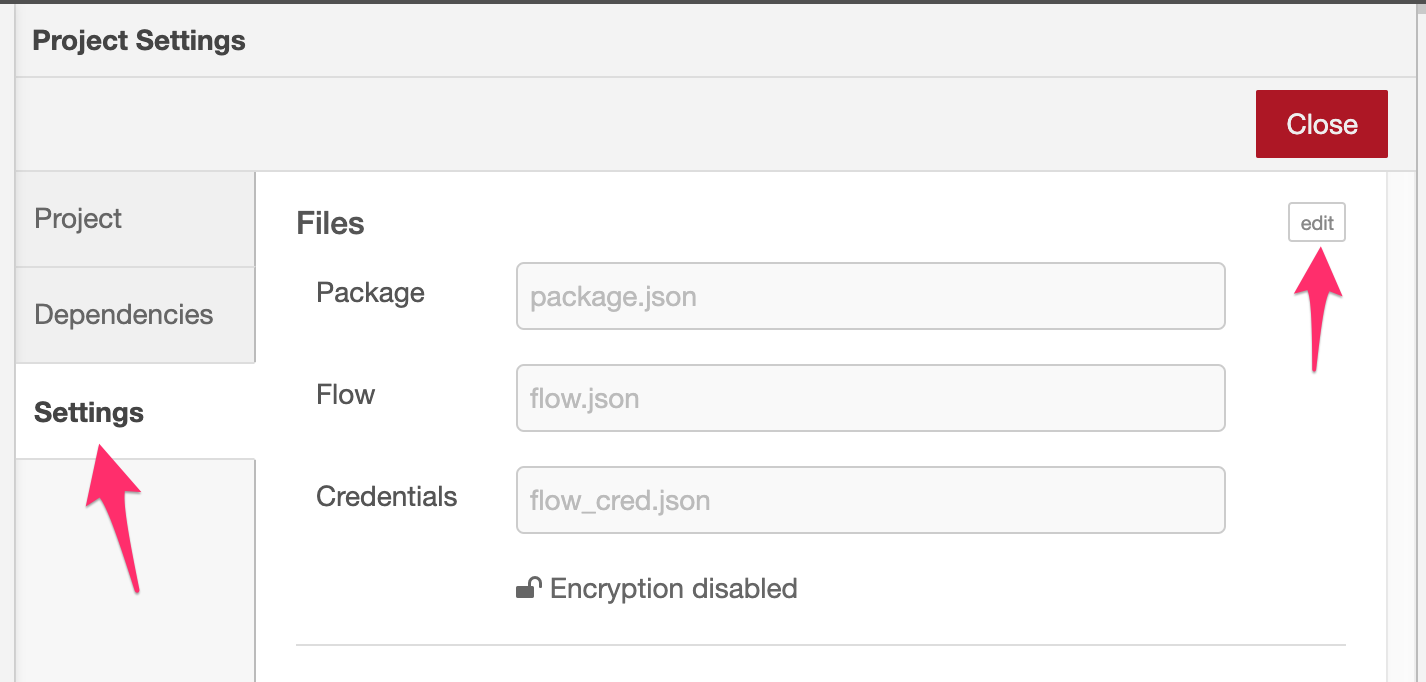 Project Settings
Close
Project
Dependencies
Settings
Files
edit
Package
package.json
Flow
flow.json
Credentials
flow_cred.json
Encryption disabled